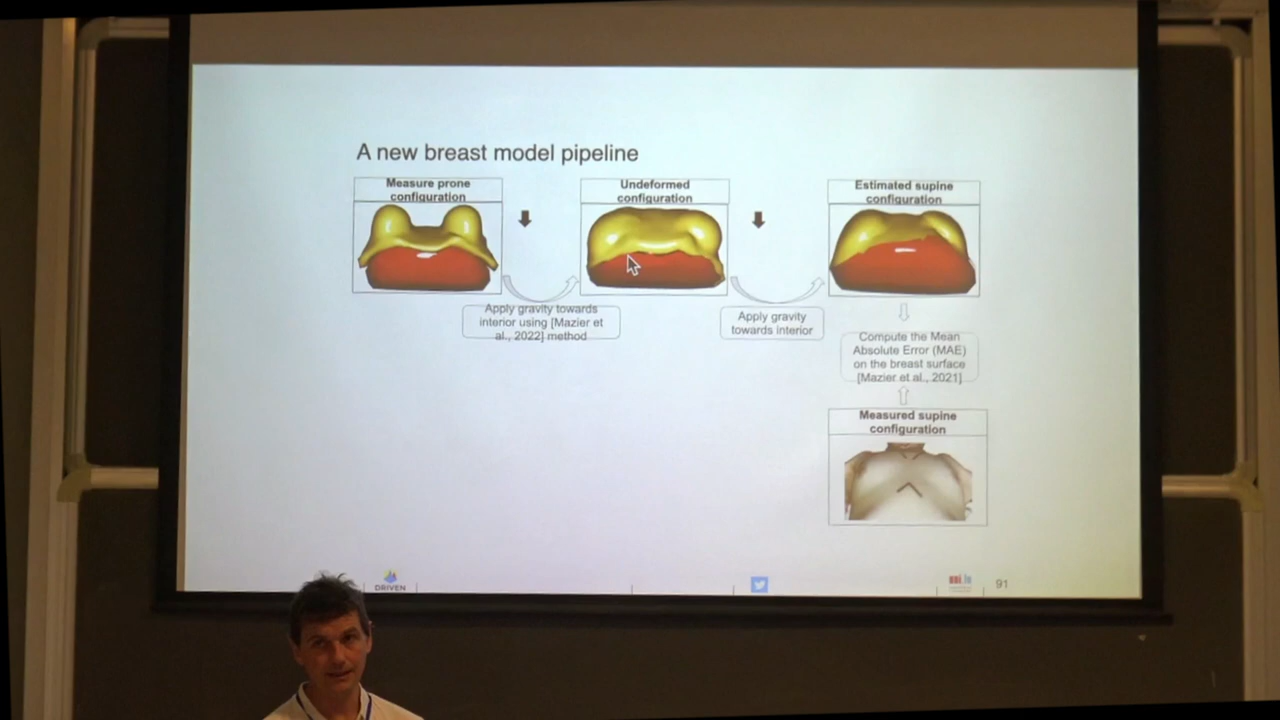 A new breast model pipeline
Measure prone
configuration
Undeformed
configuration
Estimated supine
configuration
Apply gravity towards
interior using [Mazier et
al., 2022] method
Apply gravity
towards interior
Compute the Mean
Absolute Error (MAE)
on the breast surface
[Mazier et al., 2021]
Measured supine
configuration
DRIVEN
uni.lu
91